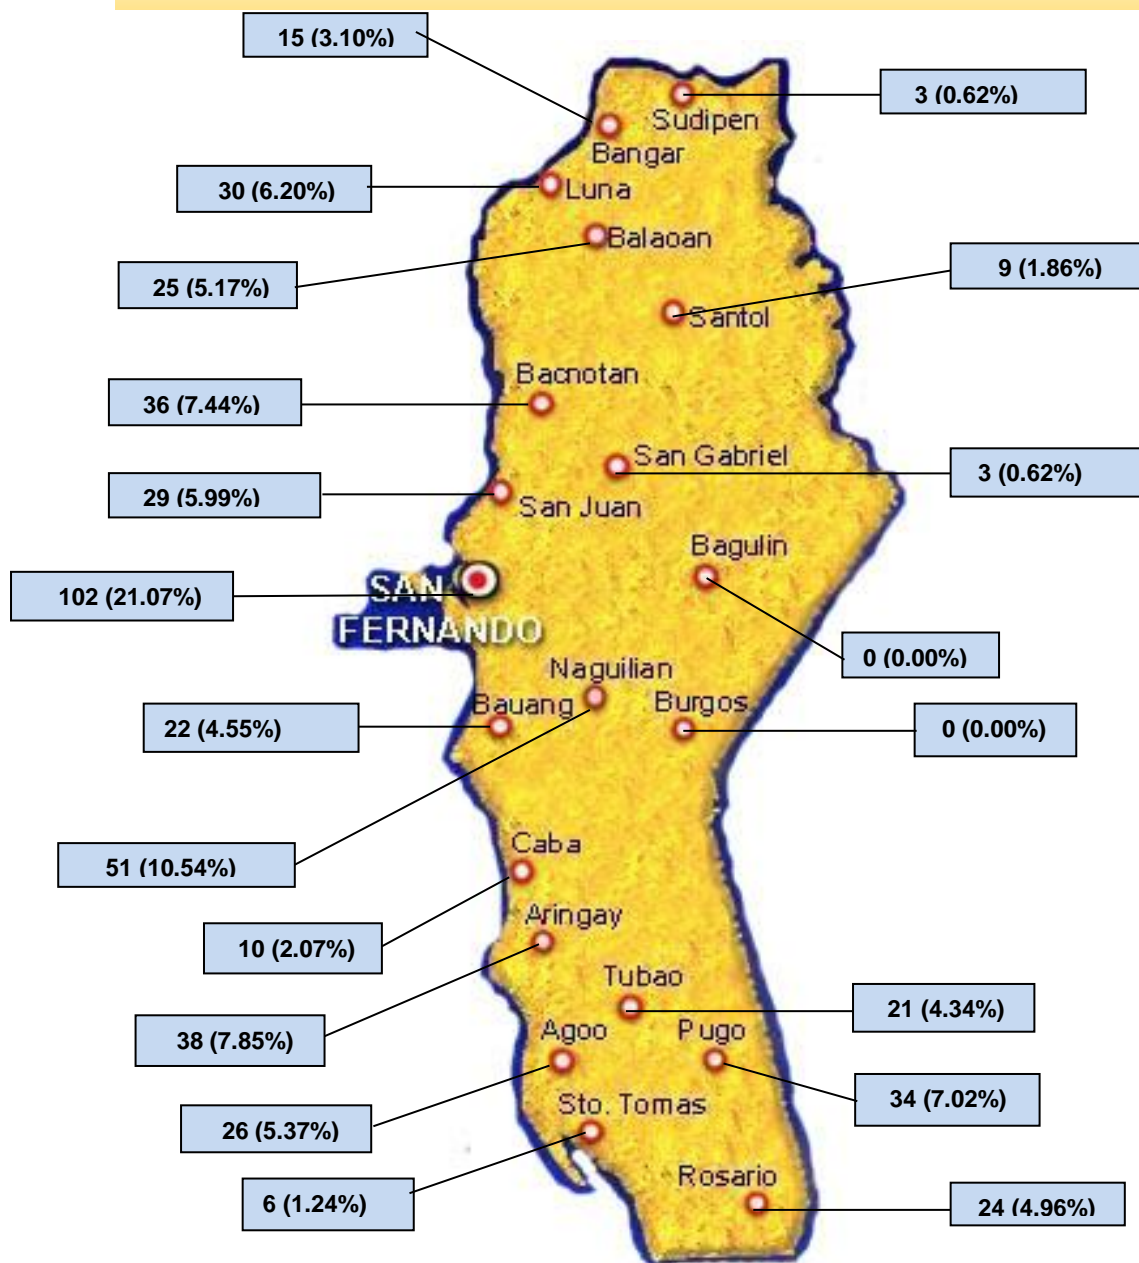 15 (3.10%)
3 (0.62%)
Sudipen
Bangar
30 (6.20%)
Luna
Balaoan
9 (1.86%)
25 (5.17%)
Santol
Bacnotan
36 (7.44%)
San Gabriel
3 (0.62%)
29 (5.99%)
San Juan
Bagulin
102 (21.07%)
SAN
FERNANDO
0 (0.00%)
Naguilian
Bauang
Burgos
22 (4.55%)
0 (0.00%)
Caba
51 (10.54%)
Aringay
10 (2.07%)
Tubao
21 (4.34%)
38 (7.85%)
Agoo
Pugo
Sto. Tomas
34 (7.02%)
26 (5.37%)
Rosario
6 (1.24%)
24 (4.96%)